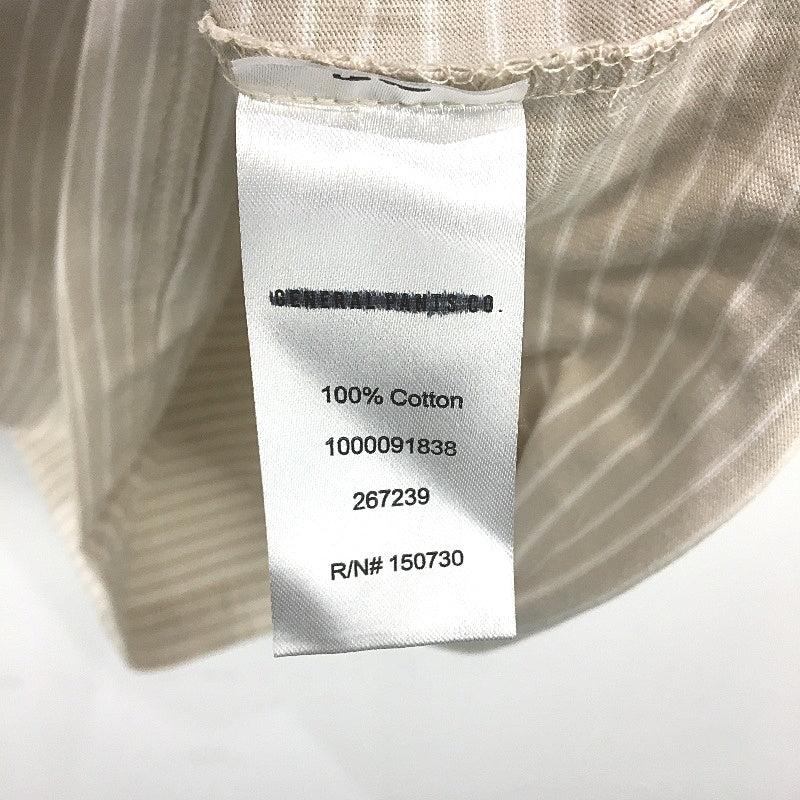 GENERAL PANTS CO.
100% Cotton
1000091838
267239
R/N# 150730